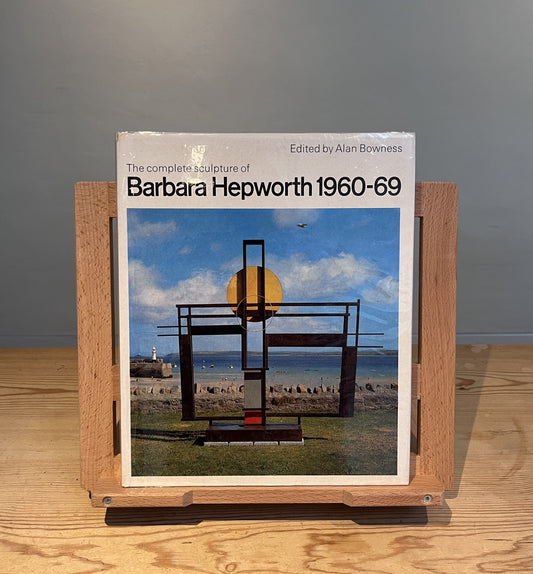 Edited by Alan Bowness
The complete sculpture of
Barbara Hepworth 1960-69